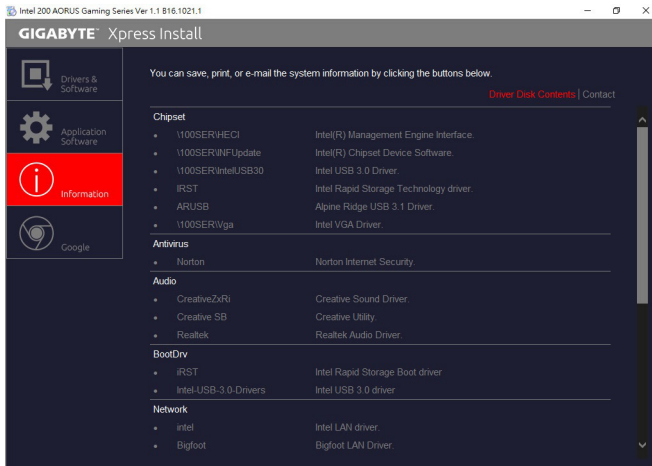 Intel 200 AORUS Gaming Series Ver 1.1 B16.1021.1
GIGABYTE™ Xpress Install
Drivers &
Software
Application
Software
Information
Google
You can save, print, or e-mail the system information by clicking the buttons below.
Driver Disk Contents | Contact
Chipset
• \100SER\HECI Intel(R) Management Engine Interface.
• \100SER\INFUpdate Intel(R) Chipset Device Software.
• \100SER\IntelUSB30 Intel USB 3.0 Driver.
• IRST Intel Rapid Storage Technology driver.
• ARUSB Alpine Ridge USB 3.1 Driver.
• \100SER\Vga Intel VGA Driver.
Antivirus
• Norton Norton Internet Security.
Audio
• CreativeZxRi Creative Sound Driver.
• Creative SB Creative Utility.
• Realtek Realtek Audio Driver.
BootDrv
• iRST Intel Rapid Storage Boot driver
• Intel-USB-3.0-Drivers Intel USB 3.0 driver
Network
• intel Intel LAN driver.
• Bigfoot Bigfoot LAN Driver.